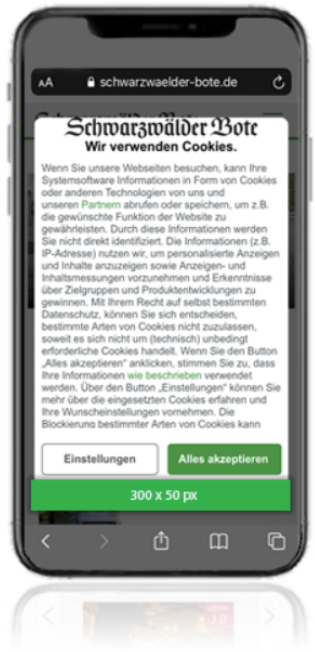 AA schwarzwaelder-bote.de
Schwarzwälder Bote
Wir verwenden Cookies.
Wenn Sie unsere Webseiten besuchen, kann Ihre
Systemsoftware Informationen in Form von Cookies
oder anderen Technologien von uns und
unseren Partnern abrufen oder speichern, um z.B.
die gewünschte Funktion der Website zu
gewährleisten. Durch diese Informationen werden
Sie nicht direkt identifiziert. Die Informationen (z.B.
IP-Adresse) nutzen wir, um personalisierte Anzeigen
und Inhalte anzuzeigen sowie Anzeigen- und
Inhaltsmessungen vorzunehmen und Erkenntnisse
über Zielgruppen und Produktentwicklungen zu
gewinnen. Mit Ihrem Recht auf selbst bestimmten
Datenschutz, können Sie sich entscheiden,
bestimmte Arten von Cookies nicht zuzulassen,
soweit es sich nicht um (technisch) unbedingt
erforderliche Cookies handelt. Wenn Sie den Button
„Alles akzeptieren" anklicken, stimmen Sie zu, dass
Ihre Informationen wie beschrieben verwendet
werden. Über den Button „Einstellungen" können Sie
mehr über die eingesetzten Cookies erfahren und
Ihre Wunscheinstellungen vornehmen. Die
Blockierung bestimmter Arten von Cookies kann
Einstellungen Alles akzeptieren
300 x 50 px